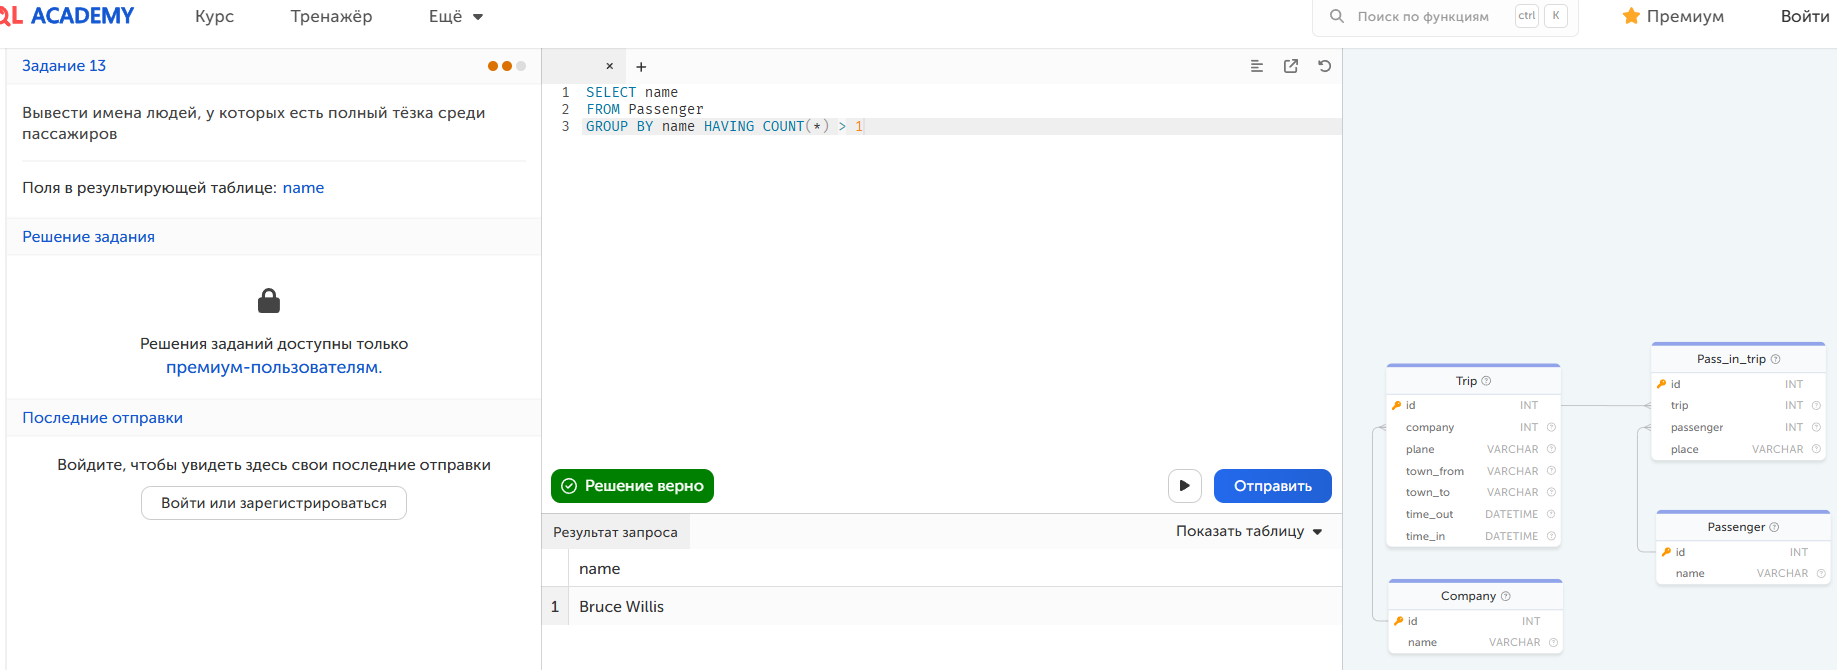 QL ACADEMY
Курс
Тренажёр
Ещё
Поиск по функциям
ctrl
K
Премиум
Войти
Задание 13
Вывести имена людей, у которых есть полный тёзка среди
пассажиров
Поля в результирующей таблице: name
Решение задания
Решения заданий доступны только
премиум-пользователям.
Последние отправки
Войдите, чтобы увидеть здесь свои последние отправки
Войти или зарегистрироваться
1 SELECT name
2 FROM Passenger
3 GROUP BY name HAVING COUNT(*) > 1
Решение верно
Отправить
Результат запроса
Показать таблицу
name
1 Bruce Willis
Trip
id INT
company INT
plane VARCHAR
town_from VARCHAR
town_to VARCHAR
time_out DATETIME
time_in DATETIME
Company
id INT
name VARCHAR
Pass_in_trip
id INT
trip INT
passenger INT
place VARCHAR
Passenger
id INT
name VARCHAR